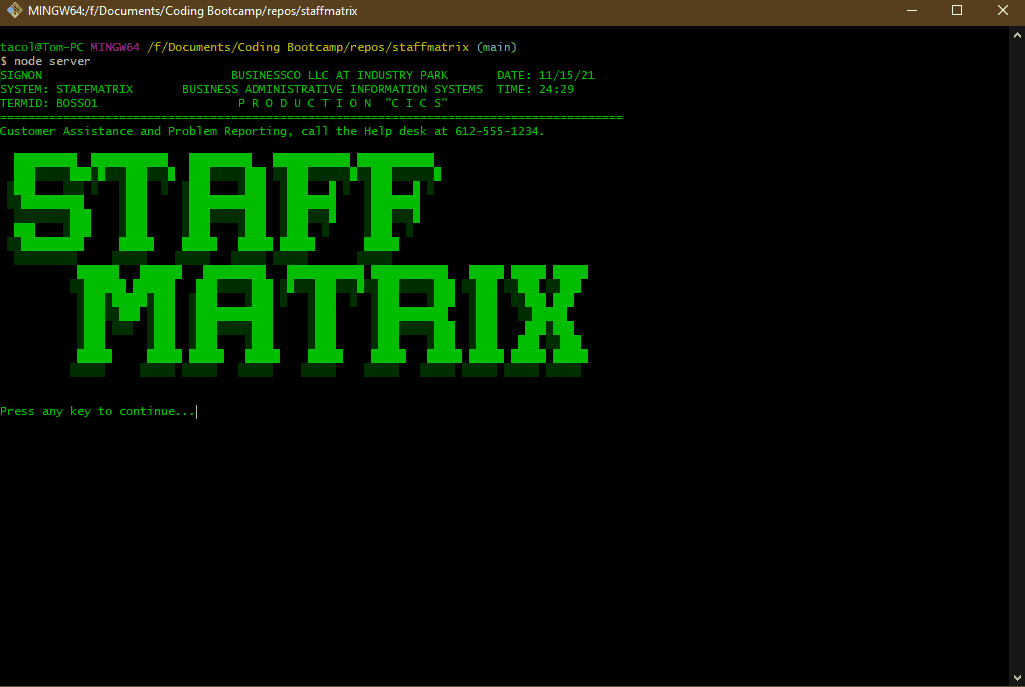 MINGW64:/f/Documents/Coding Bootcamp/repos/staffmatrix
tacol@Tom-PC MINGW64 /f/Documents/Coding Bootcamp/repos/staffmatrix (main)
$ node server
SIGNON BUSINESSCO LLC AT INDUSTRY PARK DATE: 11/15/21
SYSTEM: STAFFMATRIX BUSINESS ADMINISTRATIVE INFORMATION SYSTEMS TIME: 24:29
TERMID: BOSS01 P R O D U C T I O N "C I C S"
=========================================================================================
Customer Assistance and Problem Reporting, call the Help desk at 612-555-1234.
STAFF
MATRIX
Press any key to continue...